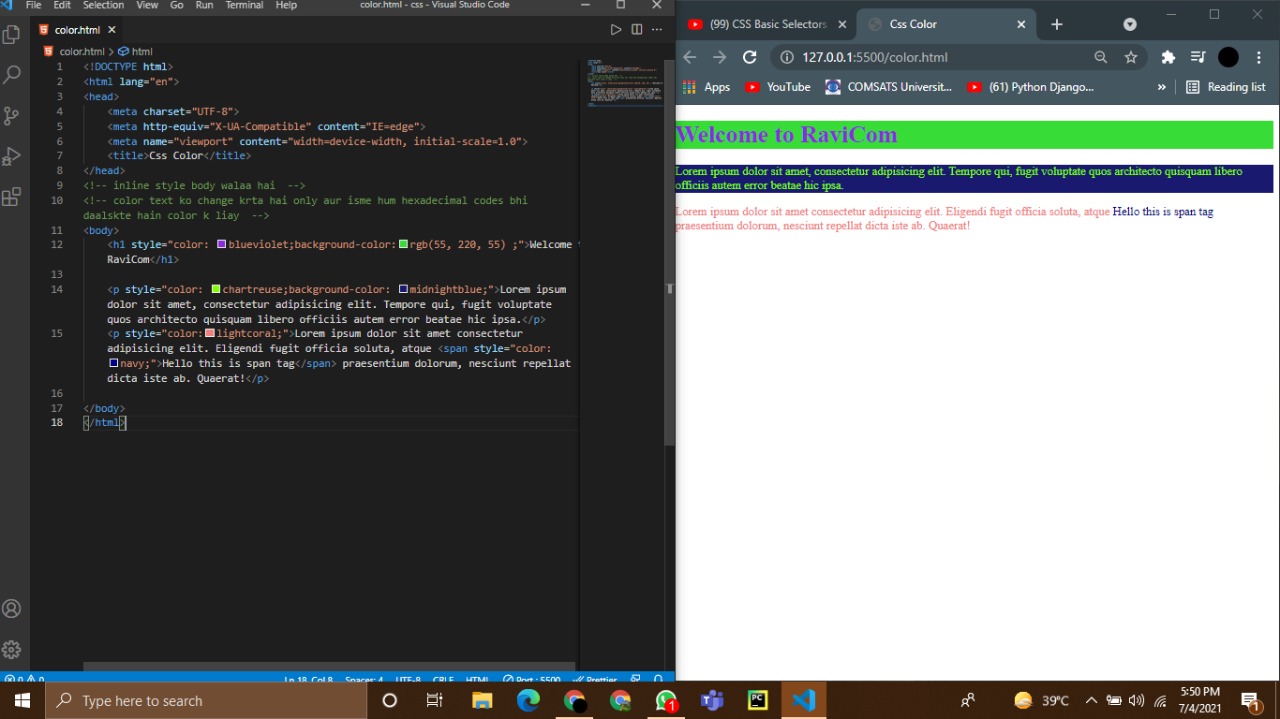 File Edit Selection View Go Run Terminal Help color.html - css - Visual Studio Code
color.html
color.html > html
1 <!DOCTYPE html>
2 <html lang="en">
3 <head>
4 <meta charset="UTF-8">
5 <meta http-equiv="X-UA-Compatible" content="IE=edge">
6 <meta name="viewport" content="width=device-width, initial-scale=1.0">
7 <title>Css Color</title>
8 </head>
9 <!-- inline style body walaa hai  -->
10 <!-- color text ko change krta hai only aur isme hum hexadecimal codes bhi
daalskte hain color k liay  -->
11 <body>
12 <h1 style="color: blueviolet;background-color:rgb(55, 220, 55) ;">Welcome
RaviCom</h1>
13
14 <p style="color: chartreuse;background-color: midnightblue;">Lorem ipsum
dolor sit amet, consectetur adipisicing elit. Tempore qui, fugit voluptate
quos architecto quisquam libero officiis autem error beatae hic ipsa.</p>
15 <p style="color:lightcoral;">Lorem ipsum dolor sit amet consectetur
adipisicing elit. Eligendi fugit officia soluta, atque <span style="color:
navy;">Hello this is span tag</span> praesentium dolorum, nesciunt repellat
dicta iste ab. Quaerat!</p>
16
17 </body>
18 </html>
0 0 Ln 18, Col 8 Spaces: 4 UTF-8 CRLF HTML Port : 5500 Prettier
(99) CSS Basic Selectors Css Color
127.0.0.1:5500/color.html
Apps YouTube COMSATS Universit... (61) Python Django... » Reading list
Welcome to RaviCom
Lorem ipsum dolor sit amet, consectetur adipisicing elit. Tempore qui, fugit voluptate quos architecto quisquam libero
officiis autem error beatae hic ipsa.
Lorem ipsum dolor sit amet consectetur adipisicing elit. Eligendi fugit officia soluta, atque Hello this is span tag
praesentium dolorum, nesciunt repellat dicta iste ab. Quaerat!
Type here to search
PC
1
39°C
5:50 PM
7/4/2021
1